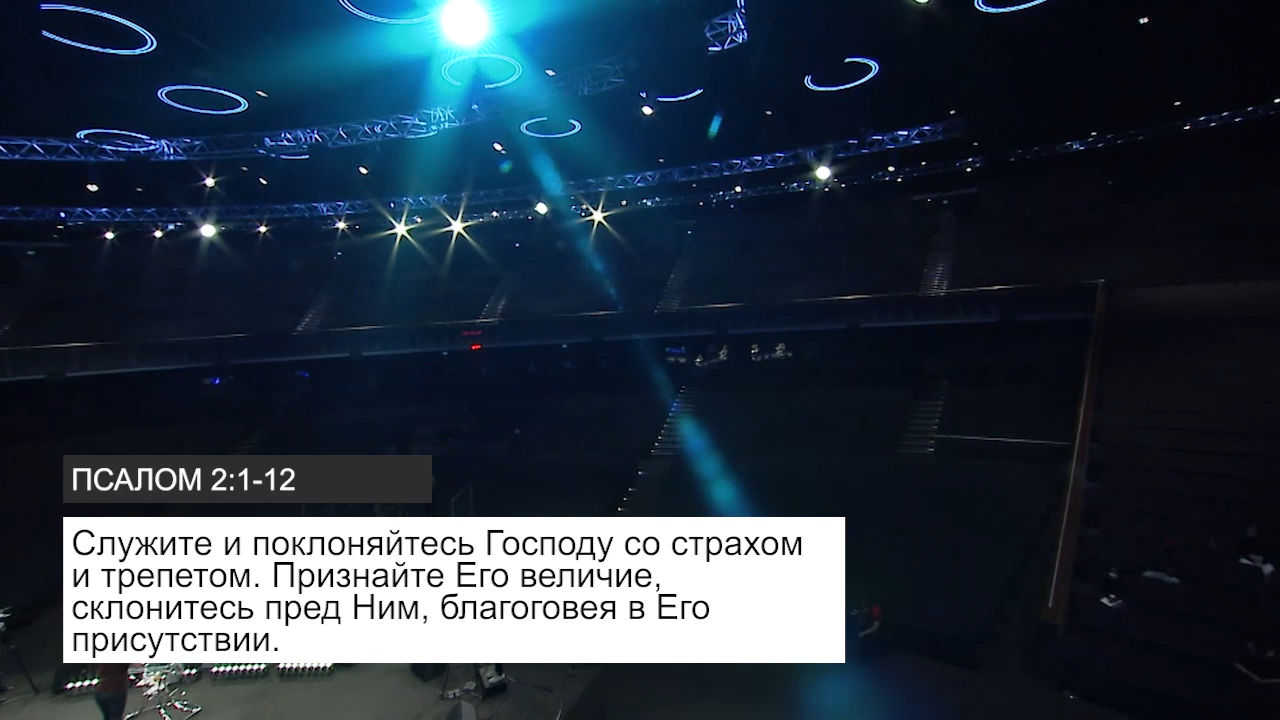 ПСАЛОМ 2:1-12
Служите и поклоняйтесь Господу со страхом
и трепетом. Признайте Его величие,
склонитесь пред Ним, благоговея в Его
присутствии.